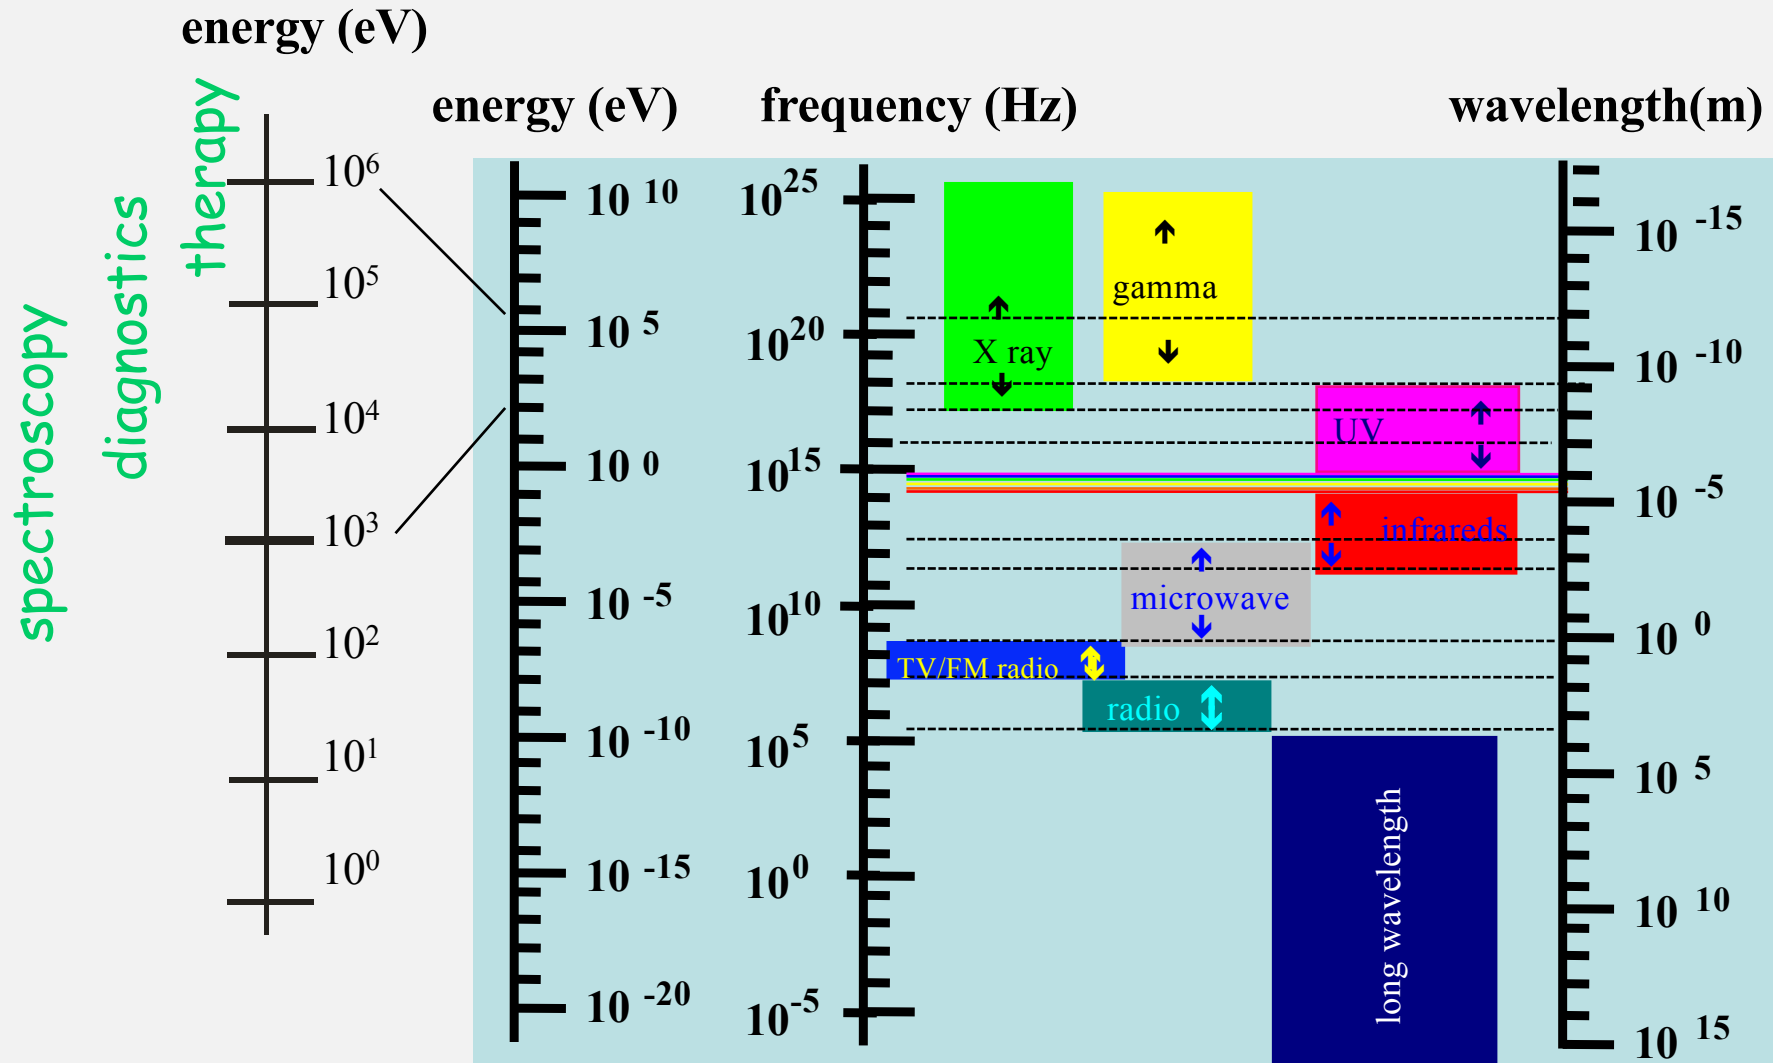 energy (eV)
energy (eV)
frequency (Hz)
wavelength(m)
spectroscopy
diagnostics
therapy
10⁶
10⁵
10⁴
10³
10²
10¹
10⁰
10 10
10 5
10 0
10 -5
10 -10
10 -15
10 -20
10²⁵
10²⁰
10¹⁵
10¹⁰
10⁵
10⁰
10⁻⁵
gamma
X ray
UV
infrareds
microwave
TV/FM radio
radio
long wavelength
10 -15
10 -10
10 -5
10 0
10 5
10 10
10 15